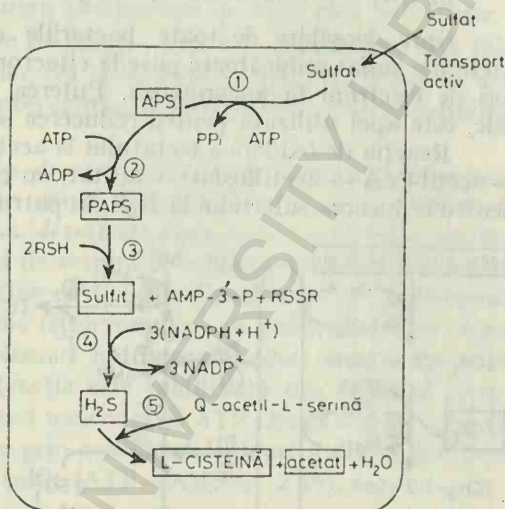 Sulfat
Transport
activ
Sulfat
①
APS
PPi
ATP
ATP
ADP
②
PAPS
2RSH
③
Sulfit + AMP-3'-P + RSSR
④
3(NADPH + H⁺)
3 NADP⁺
H₂S
⑤
Q-acetil-L-serină
L-CISTEINĂ + acetat + H₂O